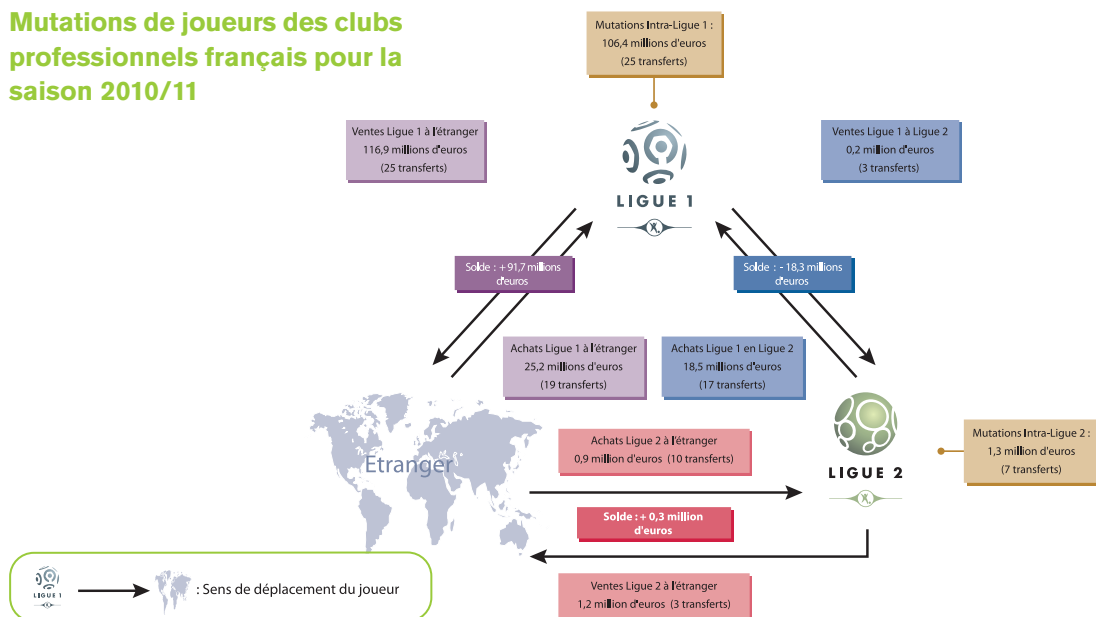 Mutations de joueurs des clubs
professionnels français pour la
saison 2010/11
Mutations Intra-Ligue 1 :
106,4 millions d'euros
(25 transferts)
Ventes Ligue 1 à l'étranger
116,9 millions d'euros
(25 transferts)
Ventes Ligue 1 à Ligue 2
0,2 million d'euros
(3 transferts)
LIGUE 1
Solde : + 91,7 millions
d'euros
Solde : - 18,3 millions
d'euros
Achats Ligue 1 à l'étranger
25,2 millions d'euros
(19 transferts)
Achats Ligue 1 en Ligue 2
18,5 millions d'euros
(17 transferts)
Etranger
Achats Ligue 2 à l'étranger
0,9 million d'euros (10 transferts)
LIGUE 2
Mutations Intra-Ligue 2 :
1,3 million d'euros
(7 transferts)
Solde : + 0,3 million
d'euros
Ventes Ligue 2 à l'étranger
1,2 million d'euros (3 transferts)
LIGUE 1
: Sens de déplacement du joueur